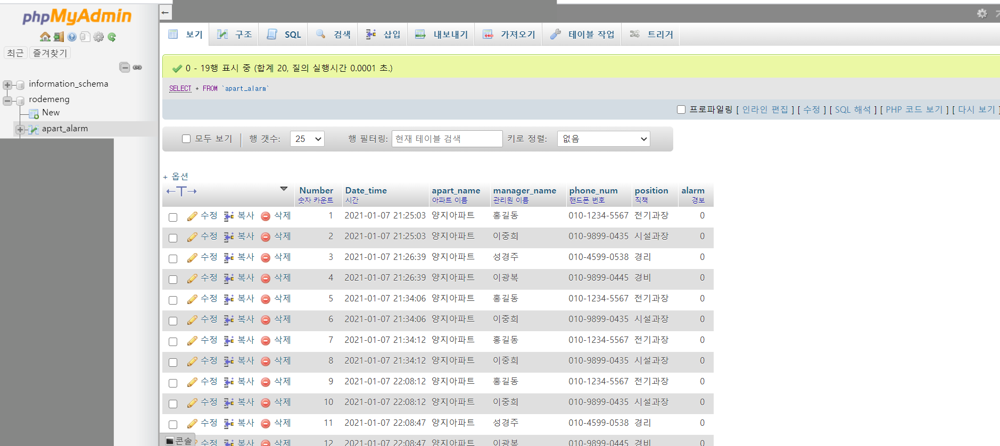 phpMyAdmin
최근 즐겨찾기
information_schema
rodemeng
New
apart_alarm
←
보기 구조 SQL 검색 삽입 내보내기 가져오기 테이블 작업 트리거
0 - 19행 표시 중 (합계 20, 질의 실행시간 0.0001 초.)
SELECT * FROM `apart_alarm`
프로파일링 [ 인라인 편집 ] [ 수정 ] [ SQL 해석 ] [ PHP 코드 보기 ] [ 다시 보기 ]
모두 보기 행 갯수: 25 행 필터링: 현재 테이블 검색 키로 정렬: 없음
+ 옵션
←T→ Number Date_time apart_name manager_name phone_num position alarm
숫자 카운트 시간 아파트 이름 관리원 이름 핸드폰 번호 직책 경보
수정 복사 삭제 1 2021-01-07 21:25:03 양지아파트 홍길동 010-1234-5567 전기과장 0
수정 복사 삭제 2 2021-01-07 21:25:03 양지아파트 이중희 010-9899-0435 시설과장 0
수정 복사 삭제 3 2021-01-07 21:26:39 양지아파트 성경주 010-4599-0538 경리 0
수정 복사 삭제 4 2021-01-07 21:26:39 양지아파트 이광복 010-9899-0445 경비 0
수정 복사 삭제 5 2021-01-07 21:34:06 양지아파트 홍길동 010-1234-5567 전기과장 0
수정 복사 삭제 6 2021-01-07 21:34:06 양지아파트 이중희 010-9899-0435 시설과장 0
수정 복사 삭제 7 2021-01-07 21:34:12 양지아파트 홍길동 010-1234-5567 전기과장 0
수정 복사 삭제 8 2021-01-07 21:34:12 양지아파트 이중희 010-9899-0435 시설과장 0
수정 복사 삭제 9 2021-01-07 22:08:12 양지아파트 홍길동 010-1234-5567 전기과장 0
수정 복사 삭제 10 2021-01-07 22:08:12 양지아파트 이중희 010-9899-0435 시설과장 0
수정 복사 삭제 11 2021-01-07 22:08:47 양지아파트 성경주 010-4599-0538 경리 0
수정 복사 삭제 12 2021-01-07 22:08:47 양지아파트 이광복 010-9899-0445 경비 0
콘솔